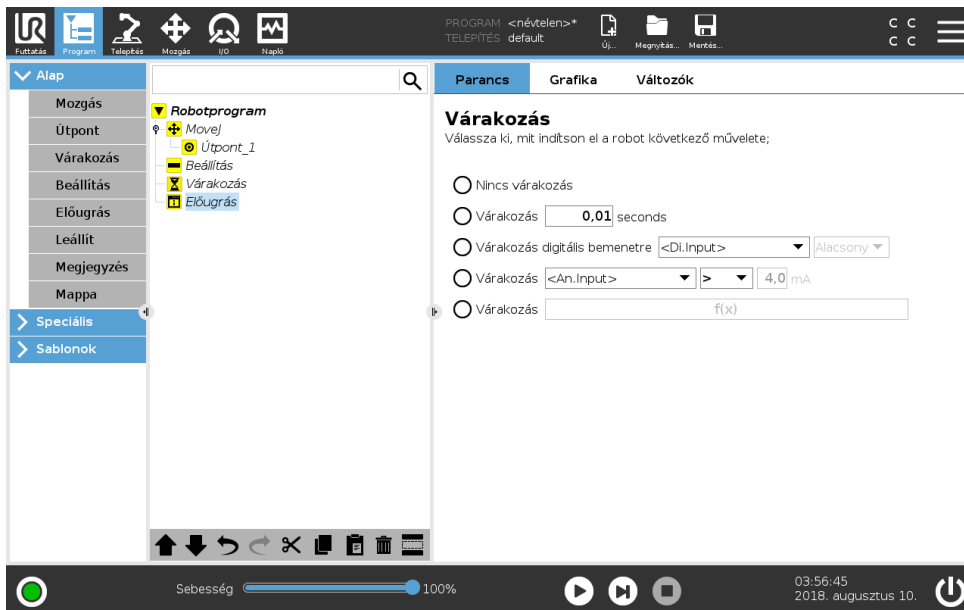 PROGRAM <névtelen>*
TELEPÍTÉS default
Futtatás Program Telepítés Mozgás I/O Napló Új... Megnyitás... Mentés...
C C
C C
Alap
Mozgás
Útpont
Várakozás
Beállítás
Előugrás
Leállít
Megjegyzés
Mappa
Speciális
Sablonok
Robotprogram
MoveJ
Útpont_1
Beállítás
Várakozás
Előugrás
Parancs Grafika Változók
Várakozás
Válassza ki, mit indítson el a robot következő művelete;
Nincs várakozás
Várakozás 0,01 seconds
Várakozás digitális bemenetre <Di.Input> Alacsony
Várakozás <An.Input> > 4,0 mA
Várakozás f(x)
Sebesség 100%
03:56:45
2018. augusztus 10.